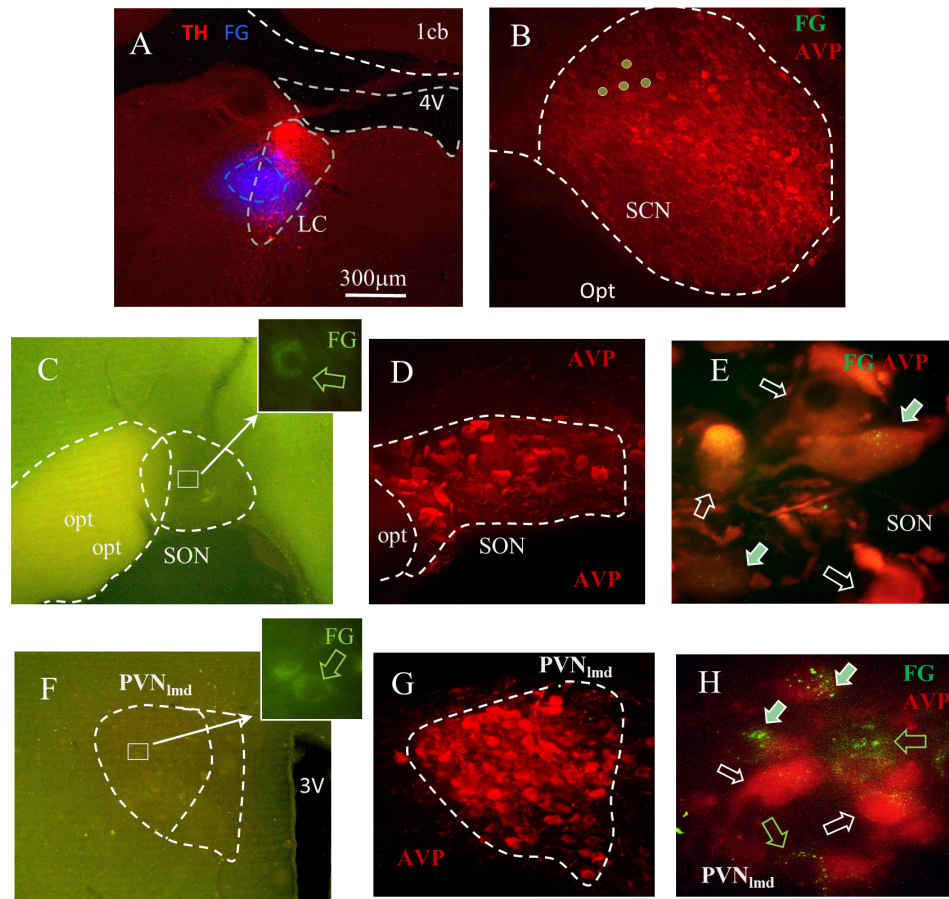 A
TH FG
1cb
4V
LC
300μm
B
FG
AVP
SCN
Opt
C
FG
opt
opt
SON
D
AVP
opt
SON
AVP
E
FG AVP
SON
F
FG
PVNlmd
3V
G
PVNlmd
AVP
H
FG
AVP
PVNlmd